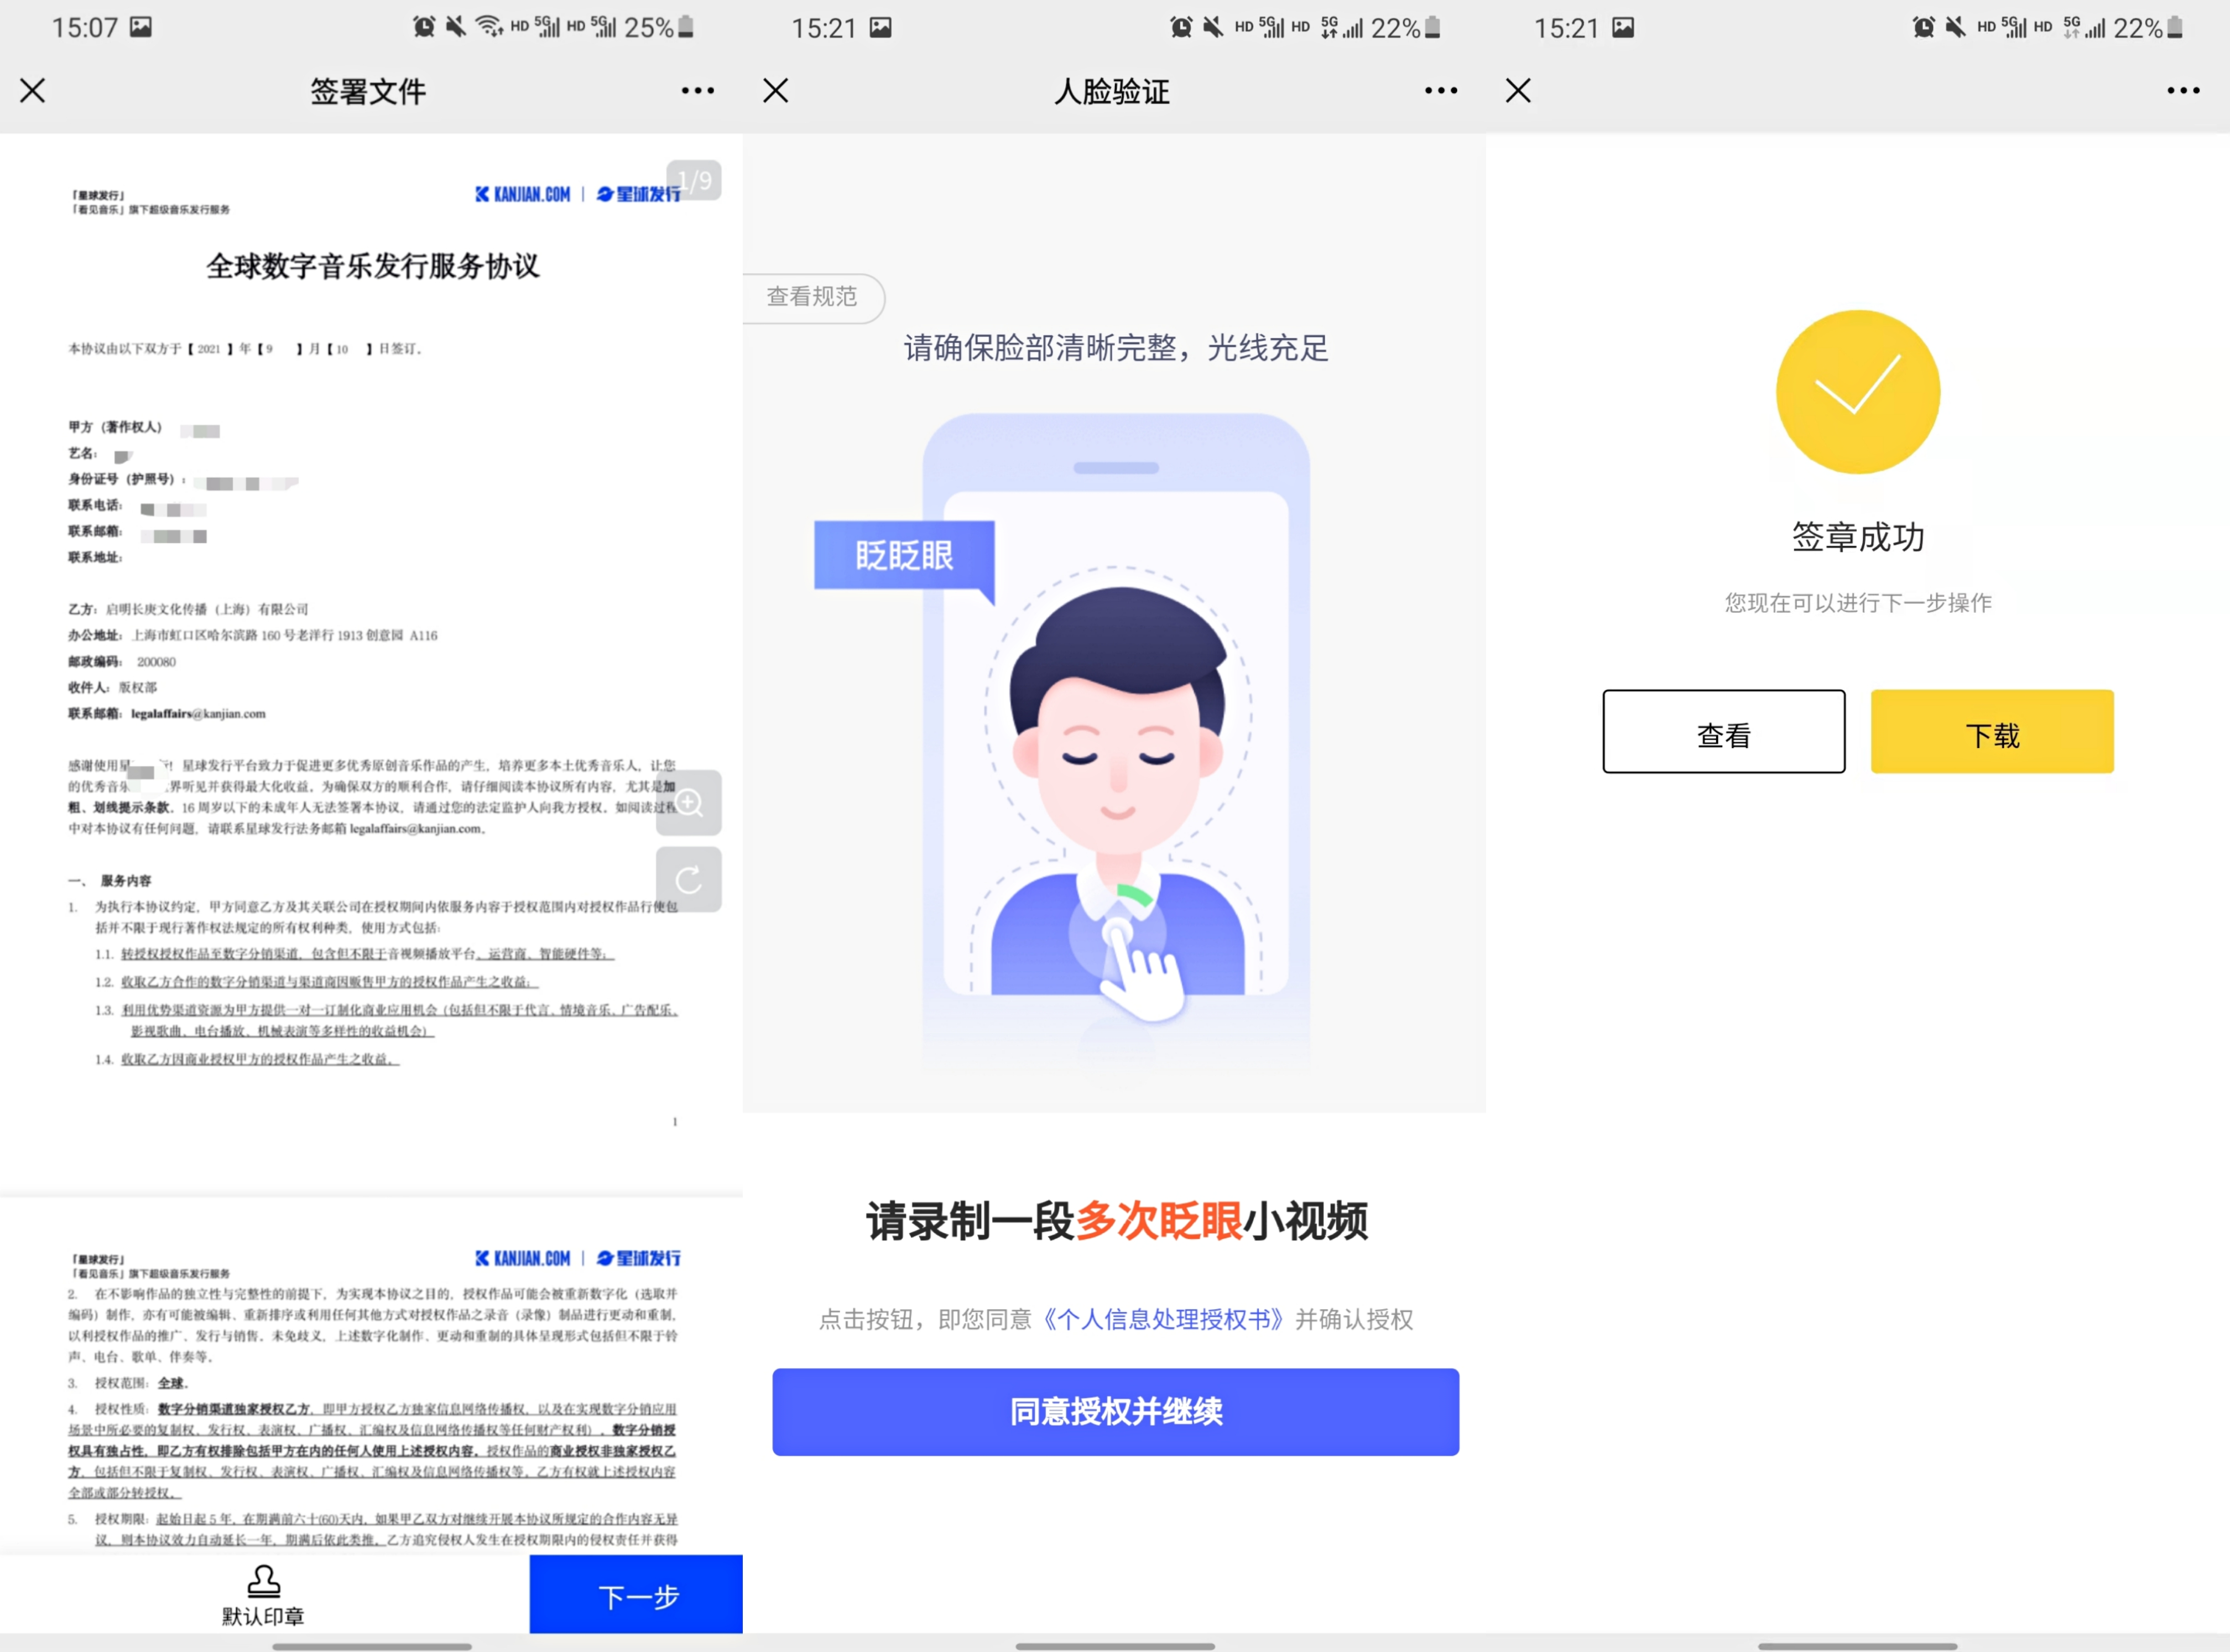 15:07
HD 5G HD 5G 25%
签署文件
1/9
「星球发行」
「看见音乐」旗下超级音乐发行服务
KANJIAN.COM | 星球发行
全球数字音乐发行服务协议
本协议由以下双方于【 2021 】年【 9 】月【 10 】日签订。
甲方（著作权人）
艺名：
身份证号（护照号）：
联系电话：
联系邮箱：
联系地址：
乙方：启明长庚文化传播（上海）有限公司
办公地址：上海市虹口区哈尔滨路 160 号老洋行 1913 创意园 A116
邮政编码： 200080
收件人：版权部
联系邮箱：legalaffairs@kanjian.com
感谢使用星 ！星球发行平台致力于促进更多优秀原创音乐作品的产生，培养更多本土优秀音乐人，让您
的优秀音乐 界听见并获得最大化收益。为确保双方的顺利合作，请仔细阅读本协议所有内容，尤其是加
粗、划线提示条款。16 周岁以下的未成年人无法签署本协议，请通过您的法定监护人向我方授权。如阅读过程
中对本协议有任何问题，请联系星球发行法务邮箱 legalaffairs@kanjian.com。
一、 服务内容
1. 为执行本协议约定，甲方同意乙方及其关联公司在授权期间内依服务内容于授权范围内对授权作品行使包
括并不限于现行著作权法规定的所有权利种类，使用方式包括：
1.1. 转授权授权作品至数字分销渠道，包含但不限于音视频播放平台、运营商、智能硬件等；
1.2. 收取乙方合作的数字分销渠道与渠道商因贩售甲方的授权作品产生之收益；
1.3. 利用优势渠道资源为甲方提供一对一订制化商业应用机会（包括但不限于代言、情境音乐、广告配乐、
影视歌曲、电台播放、机械表演等多样性的收益机会）
1.4. 收取乙方因商业授权甲方的授权作品产生之收益。
1
「星球发行」
「看见音乐」旗下超级音乐发行服务
KANJIAN.COM | 星球发行
2. 在不影响作品的独立性与完整性的前提下，为实现本协议之目的，授权作品可能会被重新数字化（选取并
编码）制作，亦有可能被编辑、重新排序或利用任何其他方式对授权作品之录音（录像）制品进行更动和重制，
以利授权作品的推广、发行与销售。未免歧义，上述数字化制作、更动和重制的具体呈现形式包括但不限于铃
声、电台、歌单、伴奏等。
3. 授权范围：全球。
4. 授权性质：数字分销渠道独家授权乙方，即甲方授权乙方独家信息网络传播权，以及在实现数字分销应用
场景中所必要的复制权、发行权、表演权、广播权、汇编权及信息网络传播权等任何财产权利）。数字分销授
权具有独占性，即乙方有权排除包括甲方在内的任何人使用上述授权内容。授权作品的商业授权非独家授权乙
方，包括但不限于复制权、发行权、表演权、广播权、汇编权及信息网络传播权等。乙方有权就上述授权内容
全部或部分转授权。
5. 授权期限：起始日起 5 年，在期满前六十(60)天内，如果甲乙双方对继续开展本协议所规定的合作内容无异
议，则本协议效力自动延长一年，期满后依此类推。乙方追究侵权人发生在授权期限内的侵权责任并获得
默认印章
下一步
15:21
HD 5G HD 5G 22%
人脸验证
查看规范
请确保脸部清晰完整，光线充足
眨眨眼
请录制一段多次眨眼小视频
点击按钮，即您同意《个人信息处理授权书》并确认授权
同意授权并继续
15:21
HD 5G HD 5G 22%
签章成功
您现在可以进行下一步操作
查看
下载